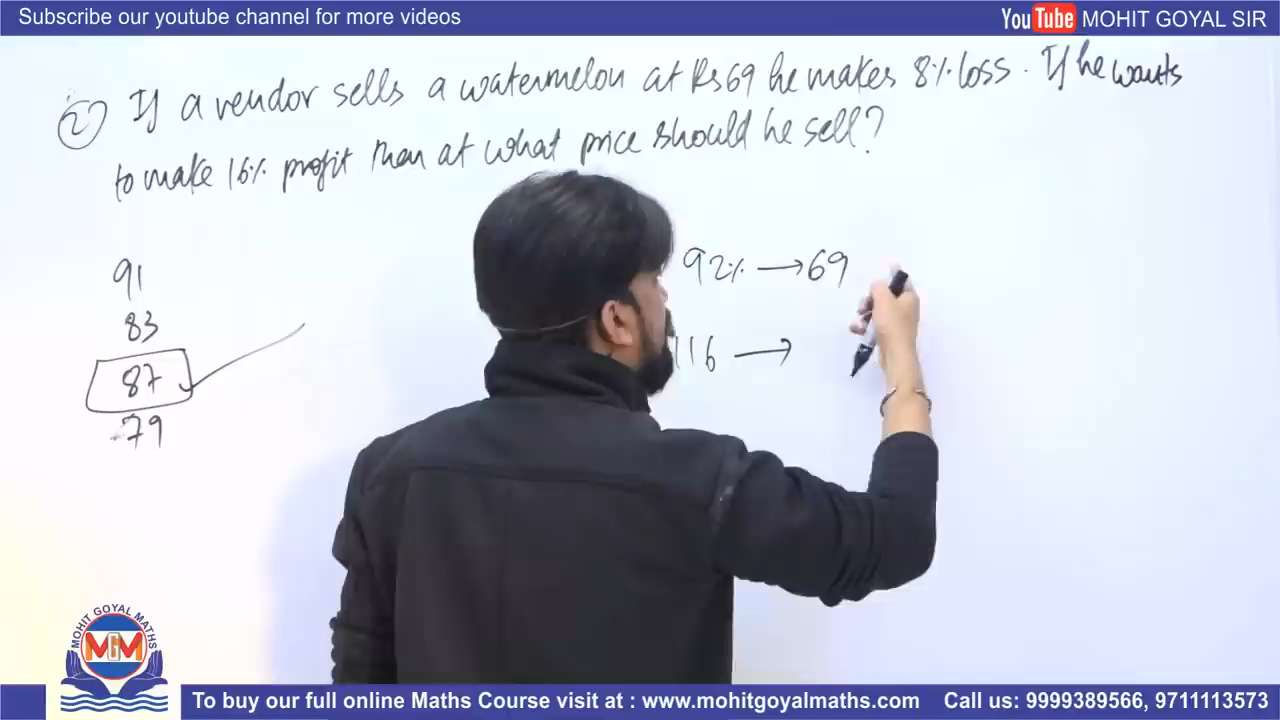 Subscribe our youtube channel for more videos
YouTube MOHIT GOYAL SIR
2) If a vendor sells a watermelon at Rs 69 he makes 8% loss. If he wants
to make 16% profit then at what price should he sell?
91
83
87
79
92% → 69
116 →
MOHIT GOYAL MATHS
MGM
To buy our full online Maths Course visit at : www.mohitgoyalmaths.com Call us: 9999389566, 9711113573